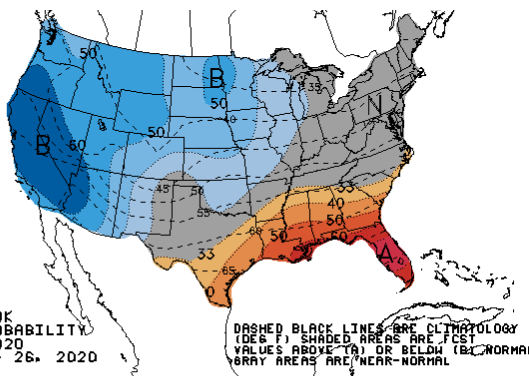 50
B
35
50
40
N
50
B
60
45
50
33
55
40
60
50
50
50
33
A
65
DASHED BLACK LINES ARE CLIMATOLOGY
(DEG F) SHADED AREAS ARE FCST
VALUES ABOVE (A) OR BELOW (B) NORMAL
GRAY AREAS ARE NEAR-NORMAL
OBABILITY
020
26, 2020